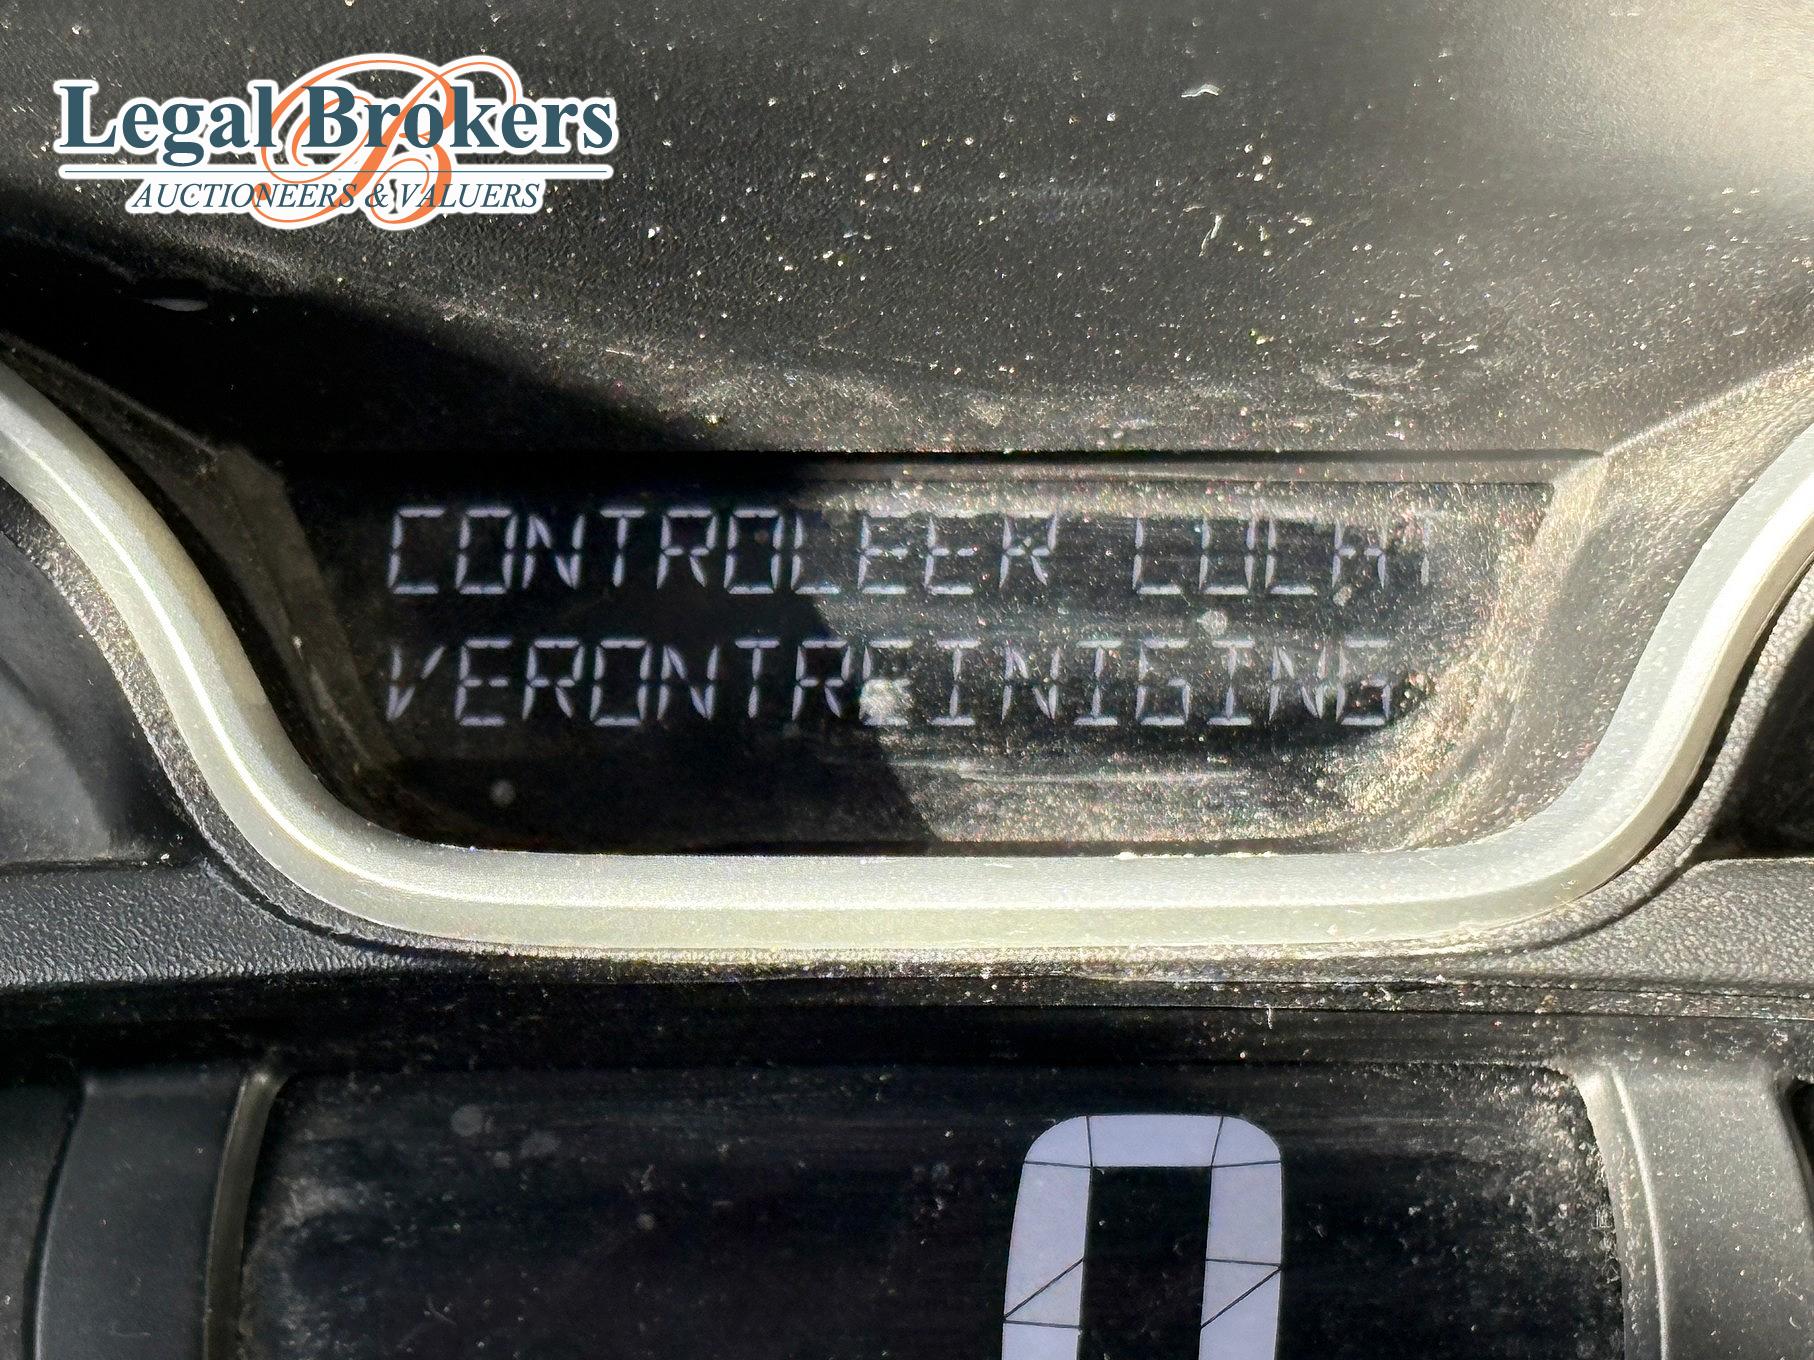 Legal Brokers
AUCTIONEERS & VALUERS
CONTROLEER LUCHT
VERONTREINIGING
0